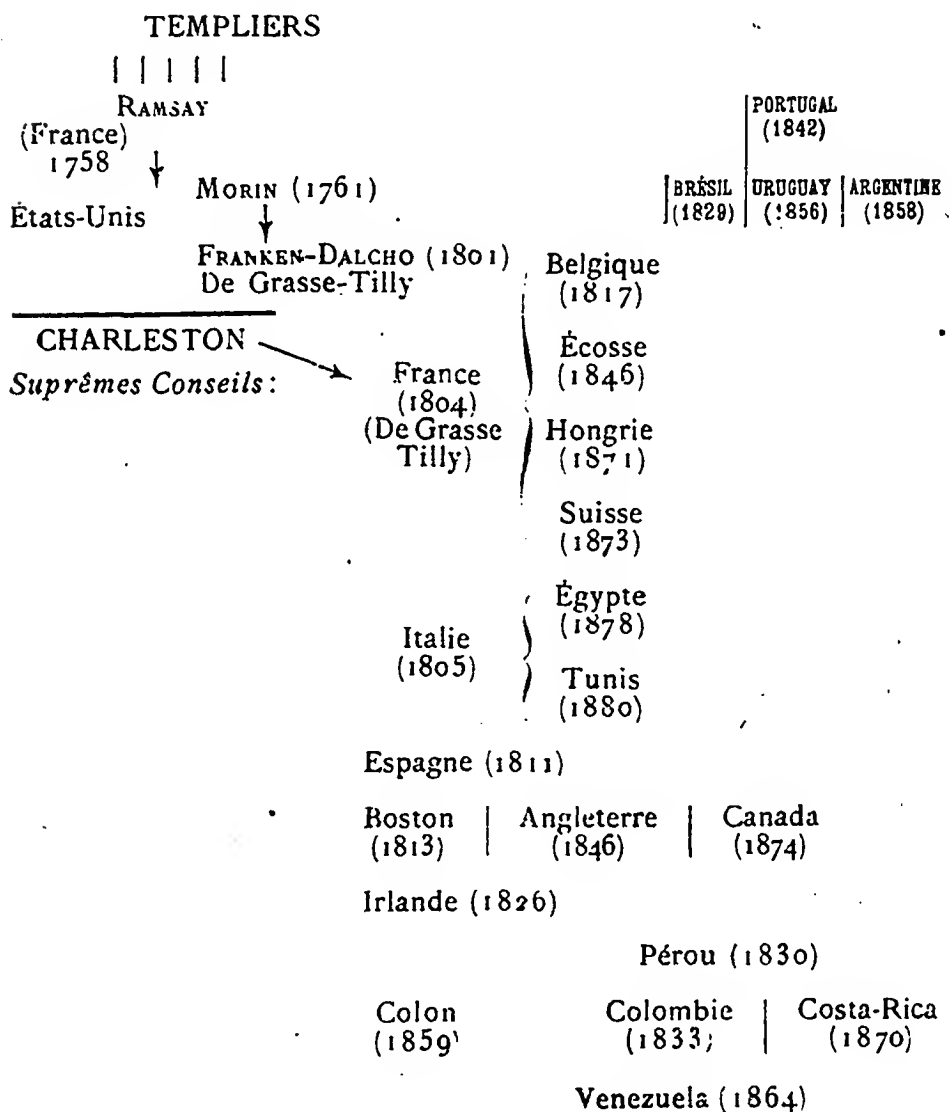 TEMPLIERS
RAMSAY
(France)
1758
États-Unis
MORIN (1761)
FRANKEN-DALCHO (1801)
De Grasse-Tilly
PORTUGAL
(1842)
BRÉSIL
(1829)
URUGUAY
(1856)
ARGENTINE
(1858)
CHARLESTON
Suprêmes Conseils:
France
(1804)
(De Grasse
Tilly)
Belgique
(1817)
Écosse
(1846)
Hongrie
(1871)
Suisse
(1873)
Italie
(1805)
Égypte
(1878)
Tunis
(1880)
Espagne (1811)
Boston
(1813)
Angleterre
(1846)
Canada
(1874)
Irlande (1826)
Pérou (1830)
Colon
(1859)
Colombie
(1833)
Costa-Rica
(1870)
Venezuela (1864)